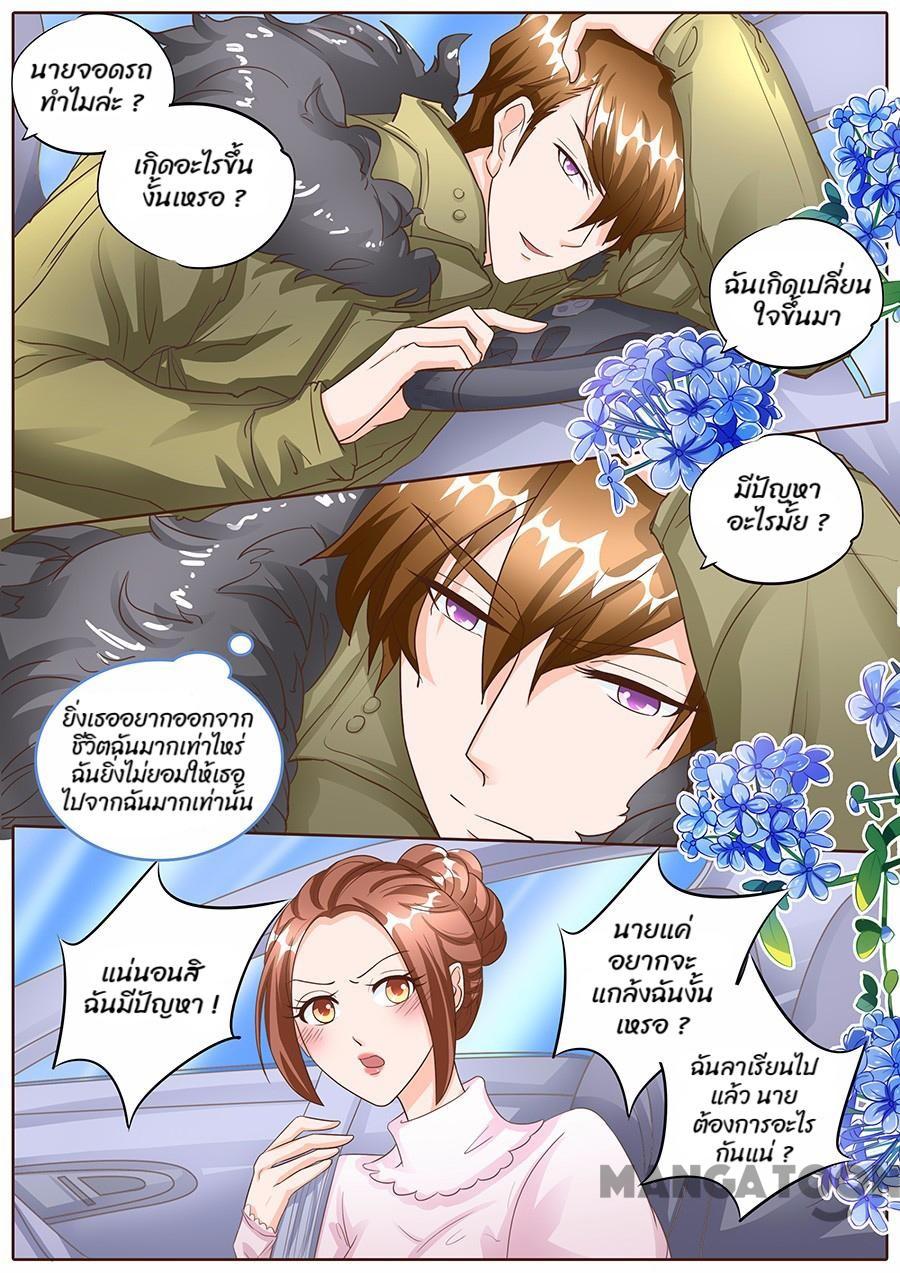 นายจอดรถ
ทำไมล่ะ ?
เกิดอะไรขึ้น
งั้นเหรอ ?
ฉันเกิดเปลี่ยน
ใจขึ้นมา
มีปัญหา
อะไรมั้ย ?
ยิ่งเธออยากออกจาก
ชีวิตฉันมากเท่าไหร่
ฉันยิ่งไม่ยอมให้เธอ
ไปจากฉันมากเท่านั้น
แน่นอนสิ
ฉันมีปัญหา !
นายแค่
อยากจะ
แกล้งฉันงั้น
เหรอ ?
ฉันลาเรียนไป
แล้ว นาย
ต้องการอะไร
กันแน่ ?
MANGATOON